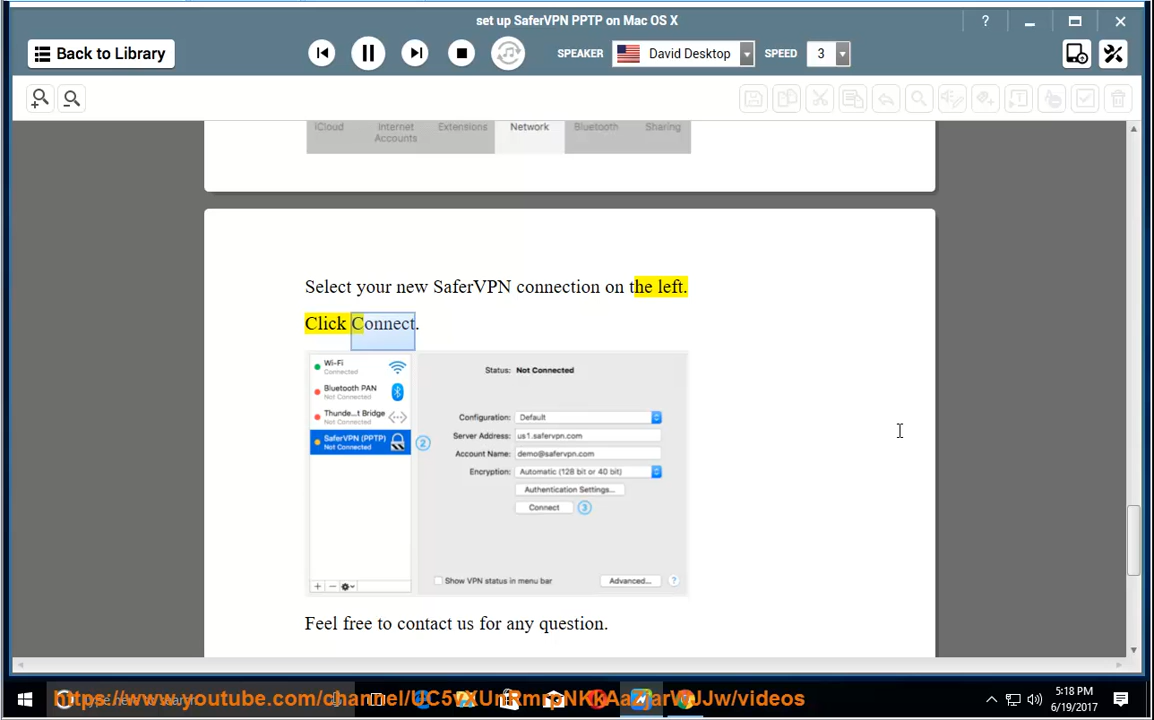 set up SaferVPN PPTP on Mac OS X
?
Back to Library
SPEAKER David Desktop SPEED 3
iCloud Internet Accounts Extensions Network Bluetooth Sharing
Select your new SaferVPN connection on the left.
Click Connect.
Wi-Fi
Connected
Bluetooth PAN
Not Connected
Thunde...t Bridge
Not Connected
SaferVPN (PPTP)
Not Connected
2
Status: Not Connected
Configuration: Default
Server Address: us1.safervpn.com
Account Name: demo@safervpn.com
Encryption: Automatic (128 bit or 40 bit)
Authentication Settings...
Connect 3
Show VPN status in menu bar Advanced... ?
Feel free to contact us for any question.
5:18 PM
6/19/2017